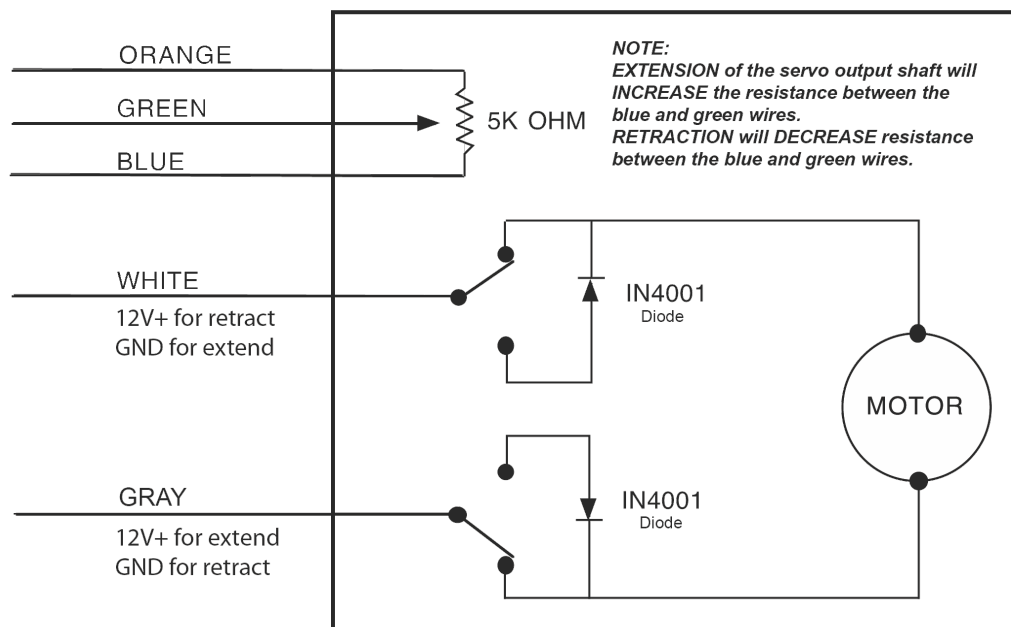 ORANGE
GREEN
BLUE
5K OHM
NOTE:
EXTENSION of the servo output shaft will
INCREASE the resistance between the
blue and green wires.
RETRACTION will DECREASE resistance
between the blue and green wires.
WHITE
12V+ for retract
GND for extend
IN4001
Diode
MOTOR
GRAY
12V+ for extend
GND for retract
IN4001
Diode